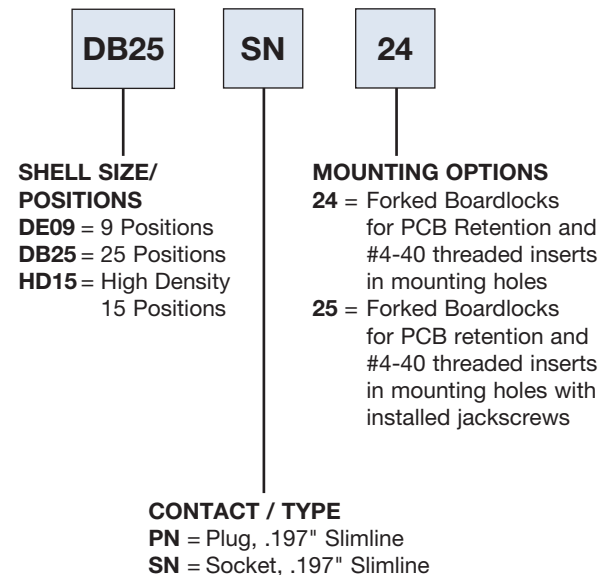 DB25 SN 24
SHELL SIZE/
POSITIONS
DE09 = 9 Positions
DB25 = 25 Positions
HD15 = High Density
15 Positions
MOUNTING OPTIONS
24 = Forked Boardlocks
for PCB Retention and
#4-40 threaded inserts
in mounting holes
25 = Forked Boardlocks
for PCB retention and
#4-40 threaded inserts
in mounting holes with
installed jackscrews
CONTACT / TYPE
PN = Plug, .197" Slimline
SN = Socket, .197" Slimline